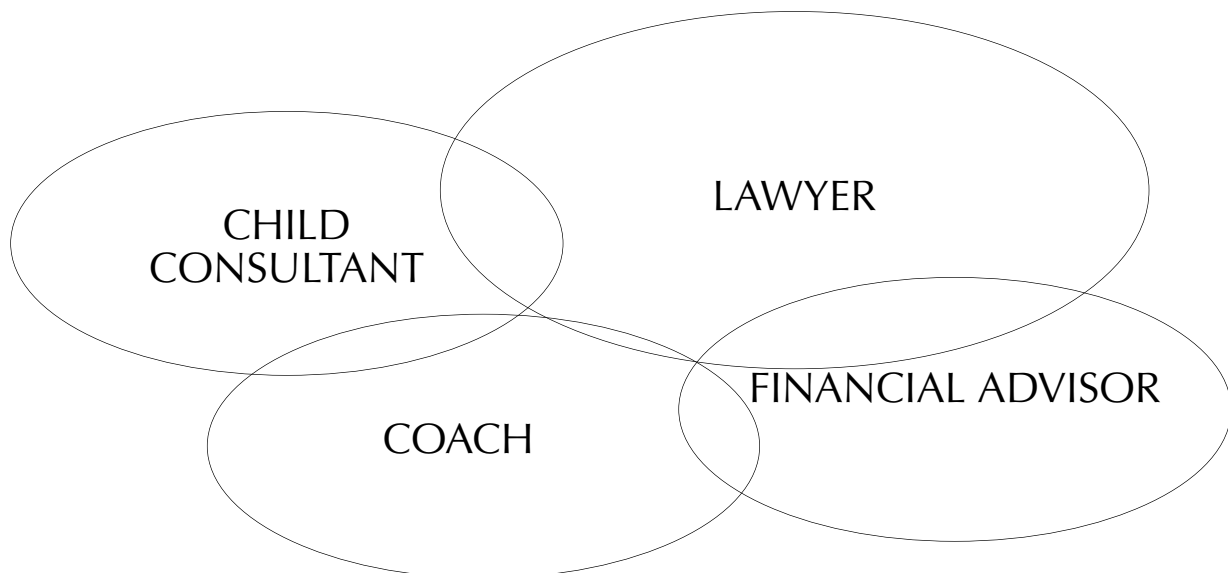 LAWYER
CHILD
CONSULTANT
FINANCIAL ADVISOR
COACH